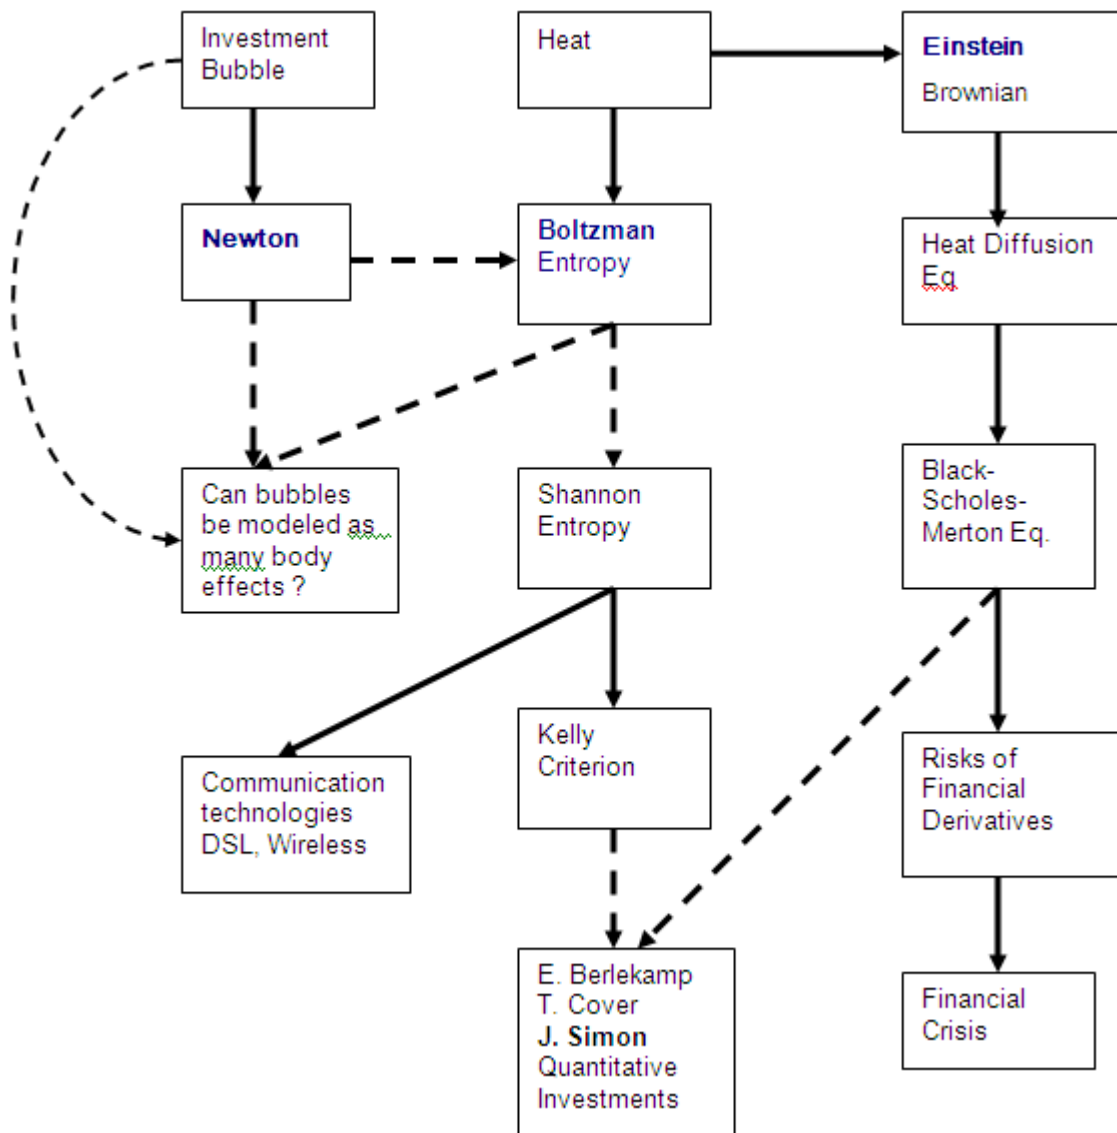 Investment
Bubble
Heat
Einstein
Brownian
Newton
Boltzman
Entropy
Heat Diffusion
Eq
Can bubbles
be modeled as
many body
effects ?
Shannon
Entropy
Black-
Scholes-
Merton Eq.
Communication
technologies
DSL, Wireless
Kelly
Criterion
Risks of
Financial
Derivatives
E. Berlekamp
T. Cover
J. Simon
Quantitative
Investments
Financial
Crisis